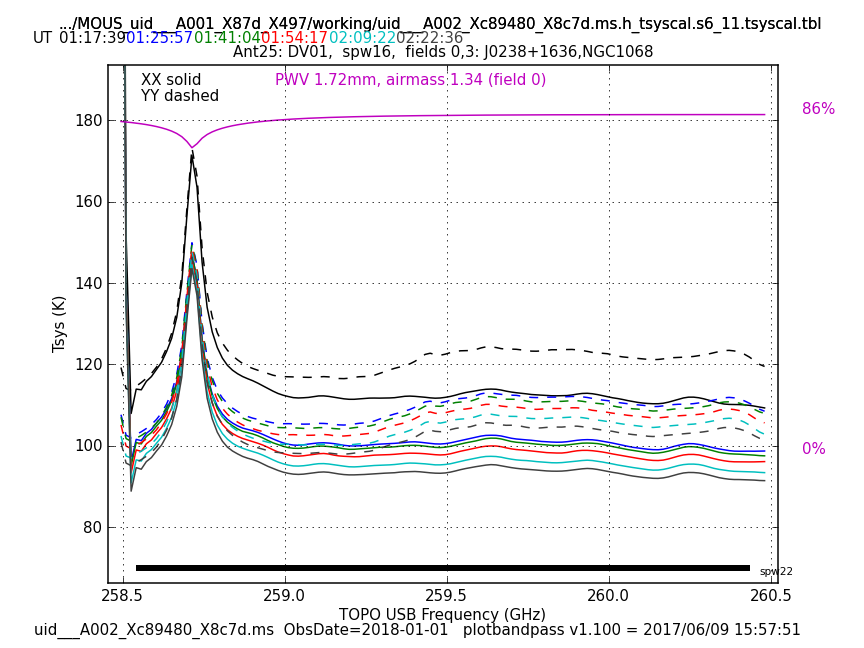 .../MOUS_uid___A001_X87d_X497/working/uid___A002_Xc89480_X8c7d.ms.h_tsyscal.s6_11.tsyscal.tbl
UT 01:17:39 01:25:57 01:41:04 01:54:17 02:09:22 02:22:36
Ant25: DV01,  spw16,  fields 0,3: J0238+1636,NGC1068
XX solid
PWV 1.72mm, airmass 1.34 (field 0)
YY dashed
86%
180
160
140
120
100
80
Tsys (K)
0%
spw22
258.5 259.0 259.5 260.0 260.5
TOPO USB Frequency (GHz)
uid___A002_Xc89480_X8c7d.ms  ObsDate=2018-01-01   plotbandpass v1.100 = 2017/06/09 15:57:51